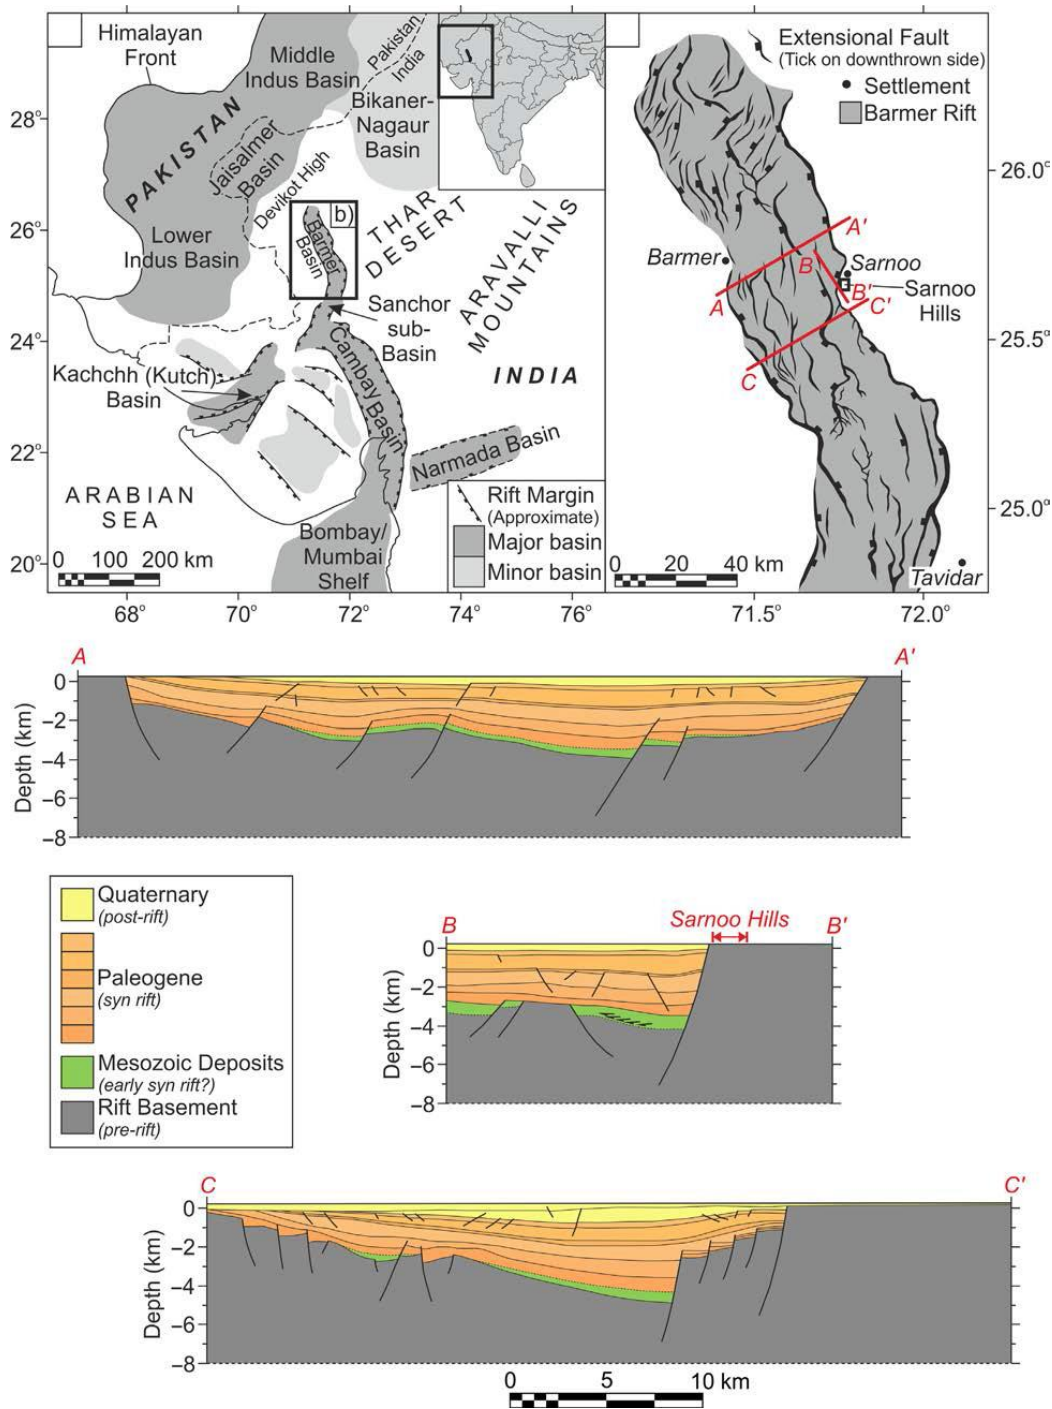 Himalayan
Front
Middle
Indus Basin
Pakistan
India
Bikaner-
Nagaur
Basin
PAKISTAN
Jaisalmer
Basin
Devikot High
Lower
Indus Basin
b)
Barmer
Basin
THAR
DESERT
ARAVALLI
MOUNTAINS
Sanchor
sub-
Basin
INDIA
Kachchh (Kutch)
Basin
Cambay Basin
Narmada Basin
ARABIAN
SEA
Bombay/
Mumbai
Shelf
Rift Margin
(Approximate)
Major basin
Minor basin
0 100 200 km
28°
26°
24°
22°
20°
68° 70° 72° 74° 76°
Extensional Fault
(Tick on downthrown side)
Settlement
Barmer Rift
Barmer
A
A'
B
B'
Sarnoo
Sarnoo
Hills
C
C'
Tavidar
0 20 40 km
26.0°
25.5°
25.0°
71.5° 72.0°
A A'
Depth (km)
0
−2
−4
−6
−8
Quaternary
(post-rift)
Paleogene
(syn rift)
Mesozoic Deposits
(early syn rift?)
Rift Basement
(pre-rift)
B Sarnoo Hills B'
Depth (km)
0
−2
−4
−6
−8
C C'
Depth (km)
0
−2
−4
−6
−8
0 5 10 km